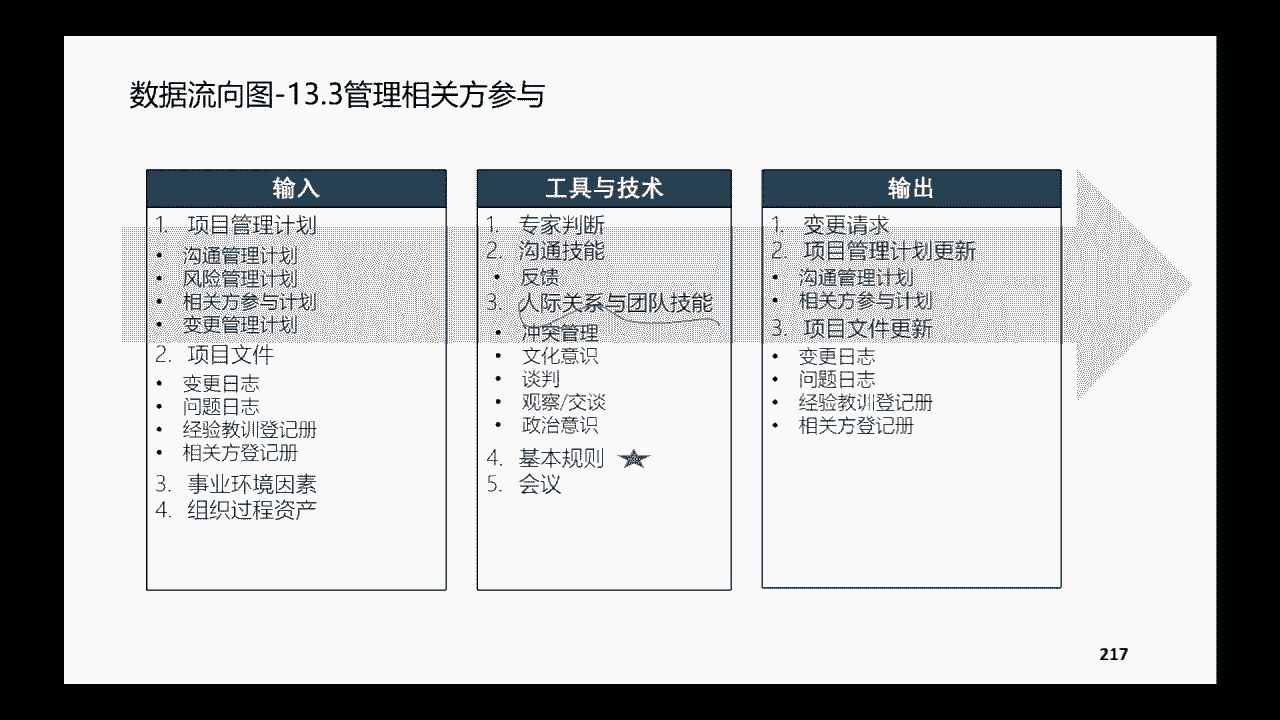 数据流向图-13.3管理相关方参与
输入
1. 项目管理计划
• 沟通管理计划
• 风险管理计划
• 相关方参与计划
• 变更管理计划
2. 项目文件
• 变更日志
• 问题日志
• 经验教训登记册
• 相关方登记册
3. 事业环境因素
4. 组织过程资产
工具与技术
1. 专家判断
2. 沟通技能
• 反馈
3. 人际关系与团队技能
• 冲突管理
• 文化意识
• 谈判
• 观察/交谈
• 政治意识
4. 基本规则
5. 会议
输出
1. 变更请求
2. 项目管理计划更新
• 沟通管理计划
• 相关方参与计划
3. 项目文件更新
• 变更日志
• 问题日志
• 经验教训登记册
• 相关方登记册
217